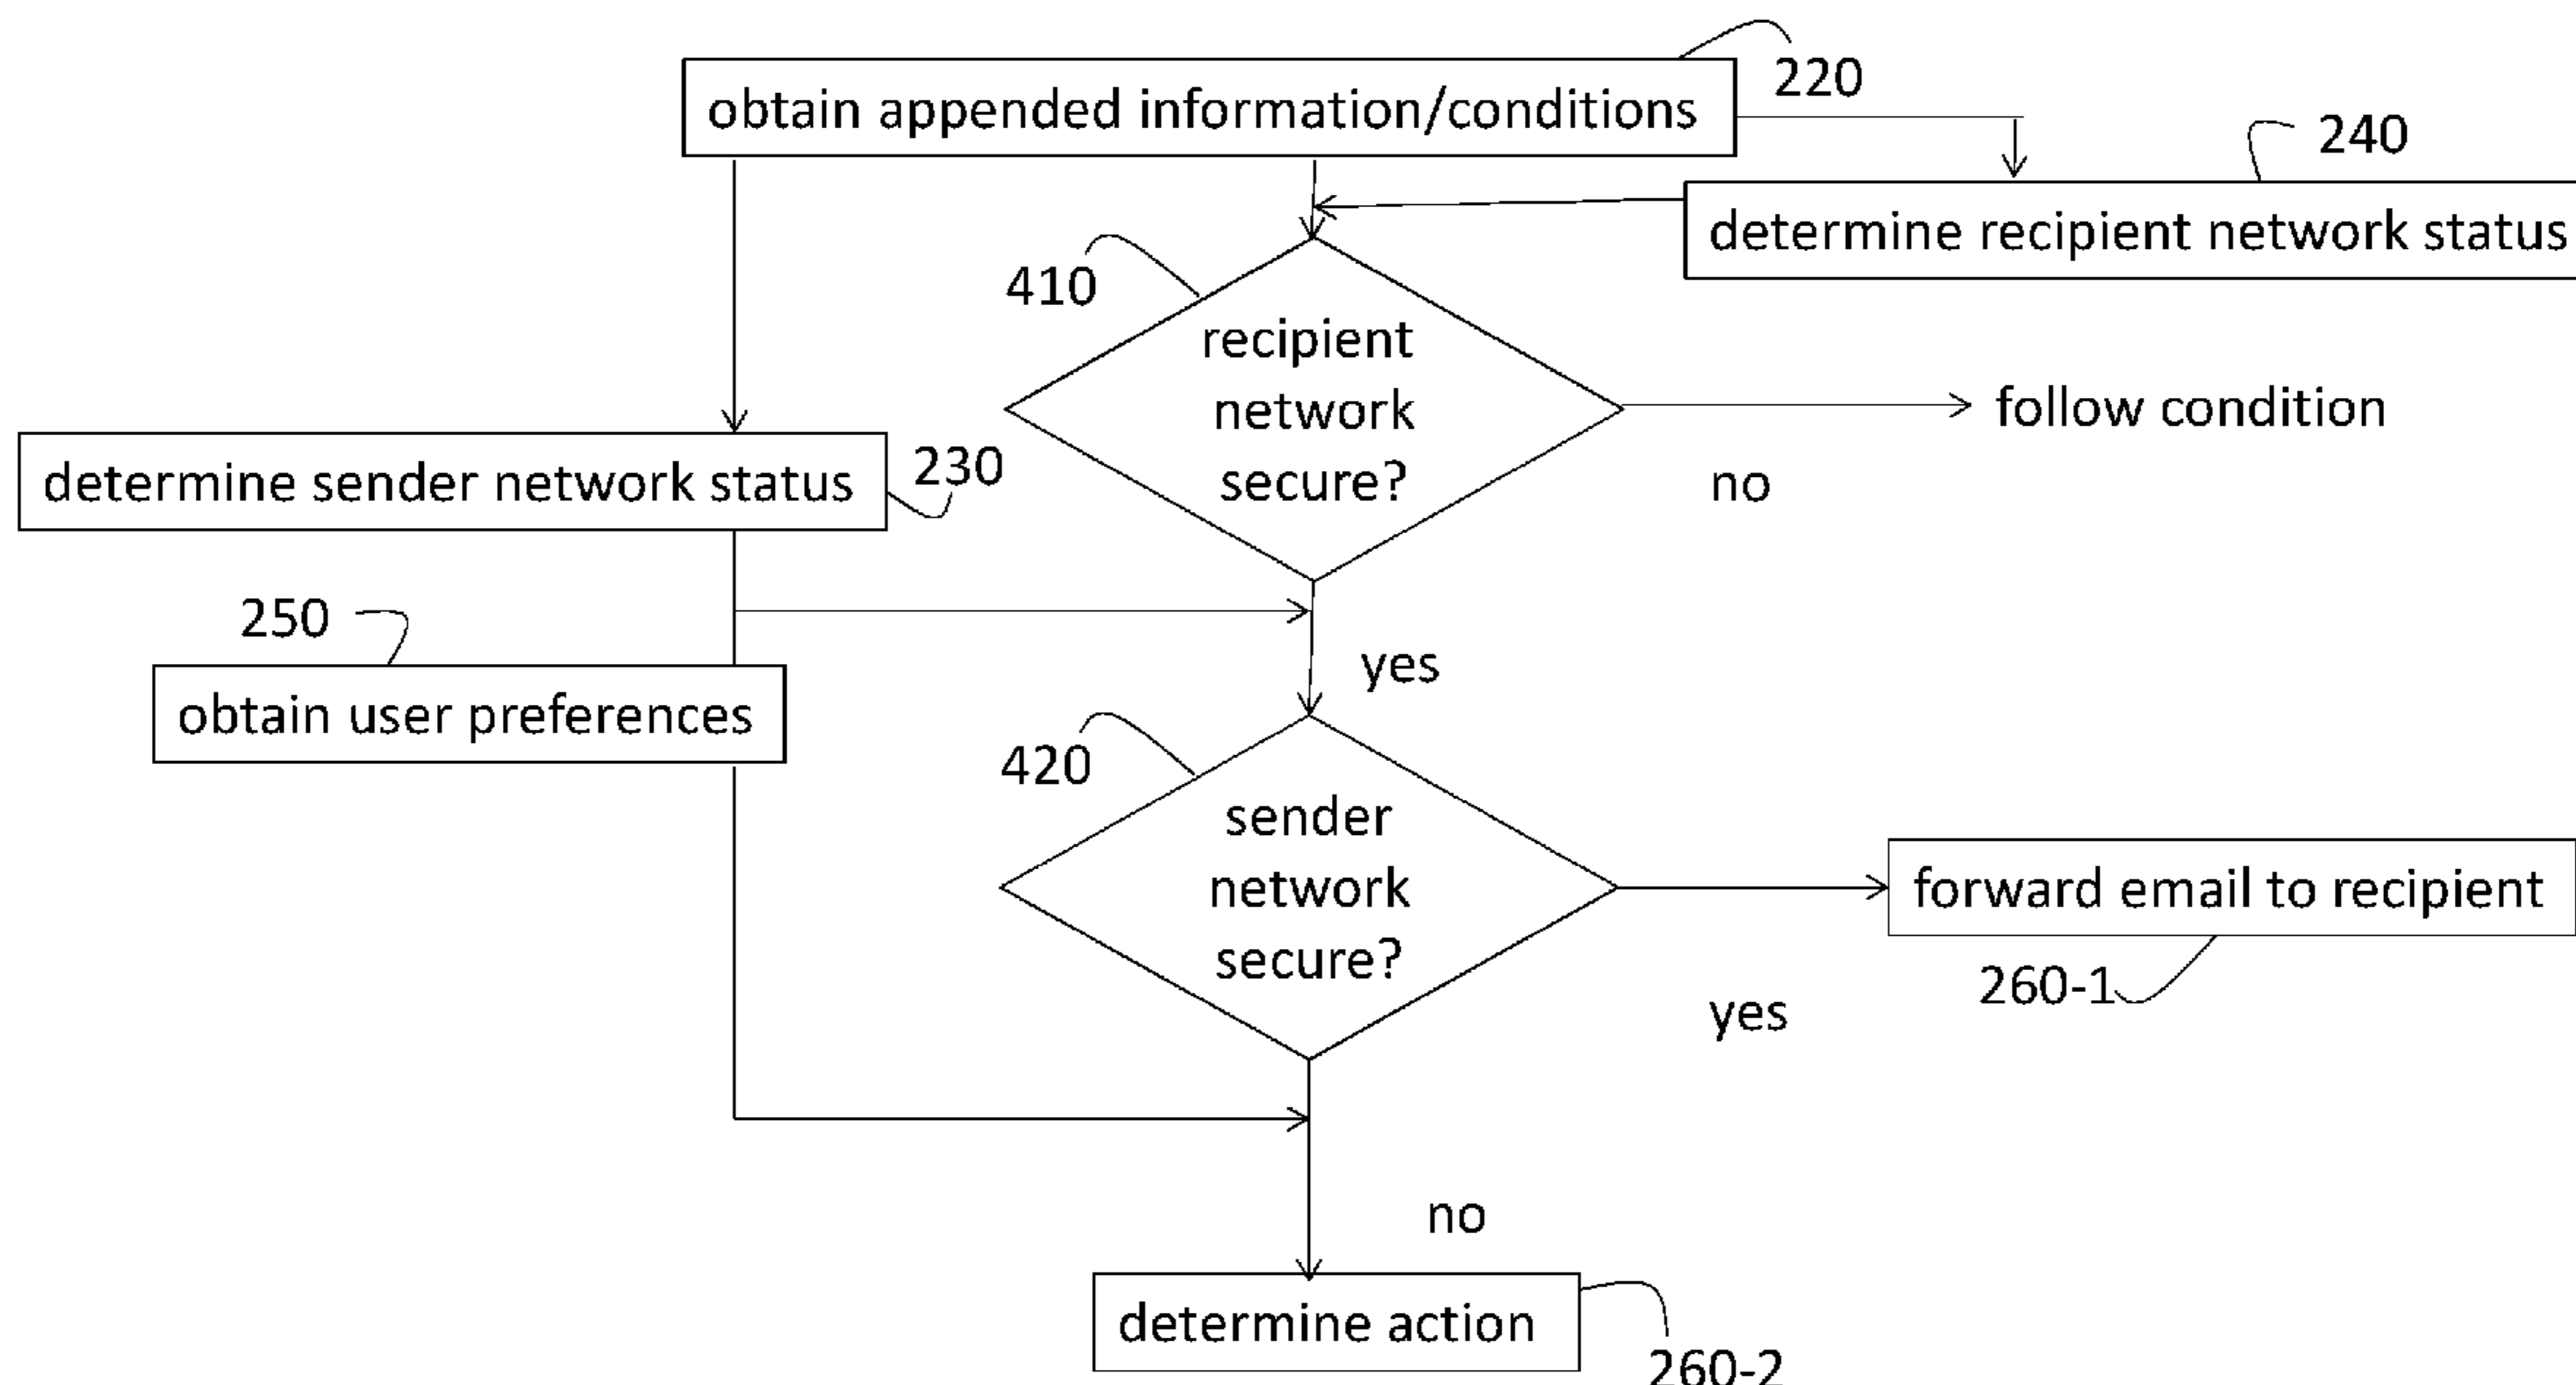 220
obtain appended information/conditions
240
determine recipient network status
410
recipient
network
secure?
follow condition
no
determine sender network status
230
250
yes
obtain user preferences
420
sender
network
secure?
forward email to recipient
260-1
yes
no
determine action
260-2